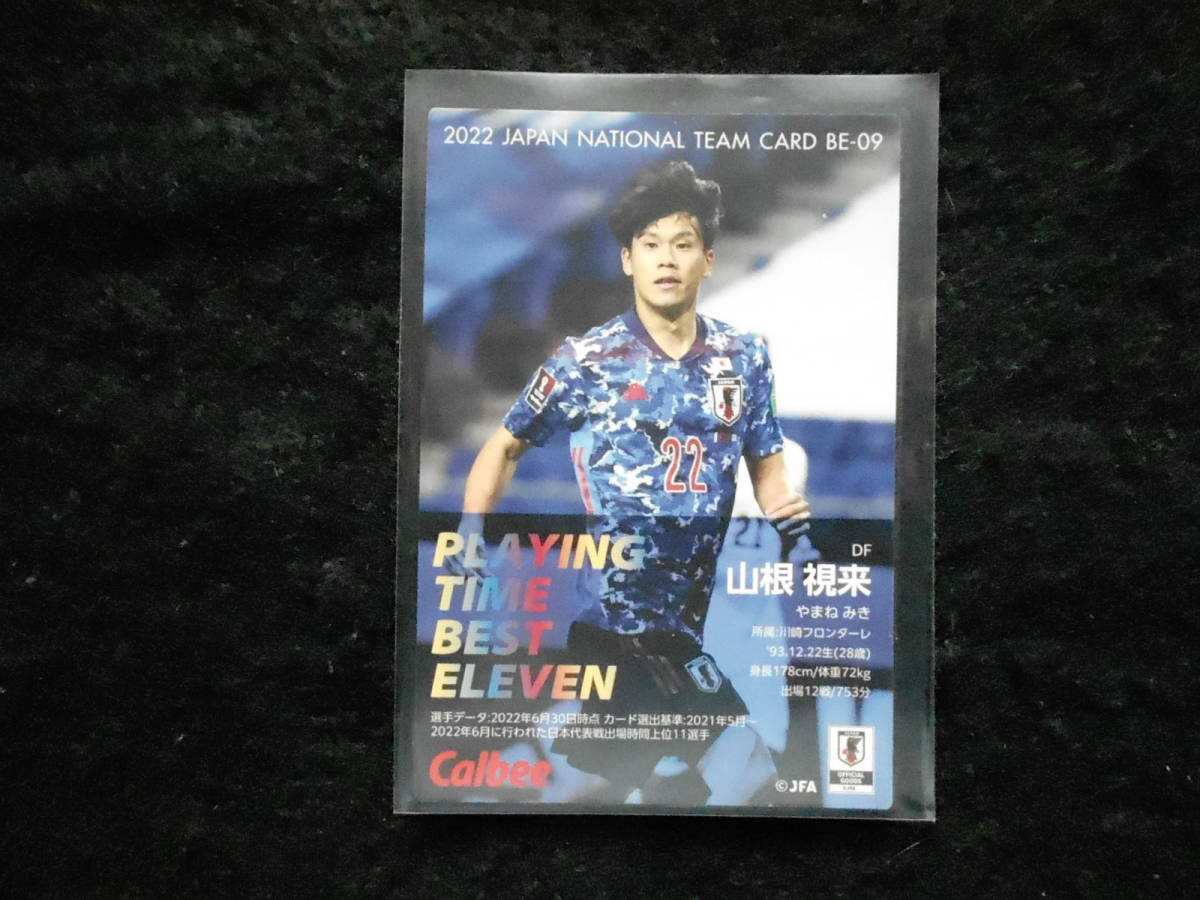 2022 JAPAN NATIONAL TEAM CARD BE-09
22
21
PLAYING
TIME
BEST
ELEVEN
DF
山根 視来
やまね みき
所属:川崎フロンターレ
'93.12.22生(28歳)
身長178cm/体重72kg
出場12戦/753分
選手データ:2022年6月30日時点 カード選出基準:2021年5月〜
2022年6月に行われた日本代表戦出場時間上位11選手
Calbee
©JFA
JAPAN
OFFICIAL
GOODS